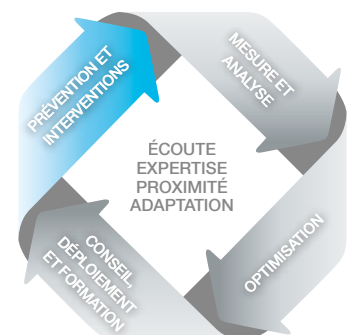 PRÉVENTION ET
INTERVENTIONS
MESURE ET
ANALYSE
ÉCOUTE
EXPERTISE
PROXIMITÉ
ADAPTATION
OPTIMISATION
CONSEIL,
DÉPLOIEMENT
ET FORMATION